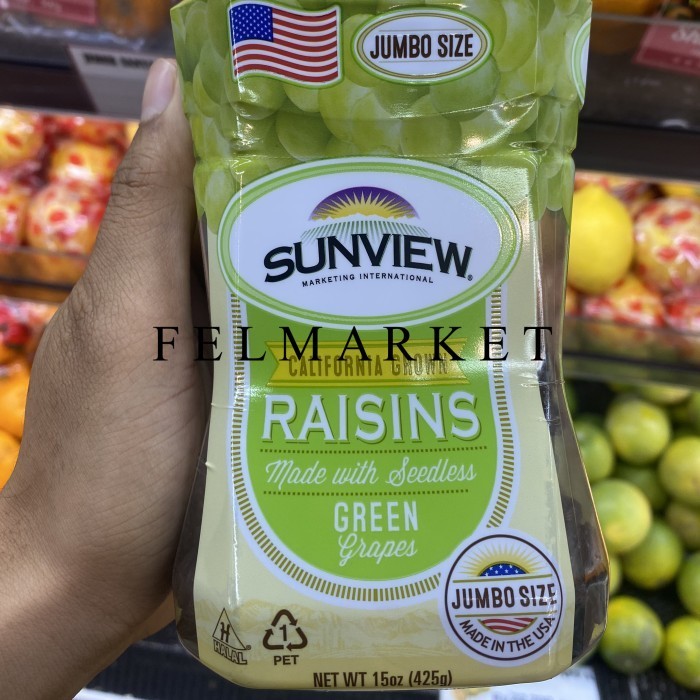 JUMBO SIZE
SUNVIEW®
MARKETING INTERNATIONAL
FELMARKET
CALIFORNIA GROWN
RAISINS
Made with Seedless
GREEN
Grapes
JUMBO SIZE
MADE IN THE USA
H
HALAL
1
PET
NET WT 15oz (425g)